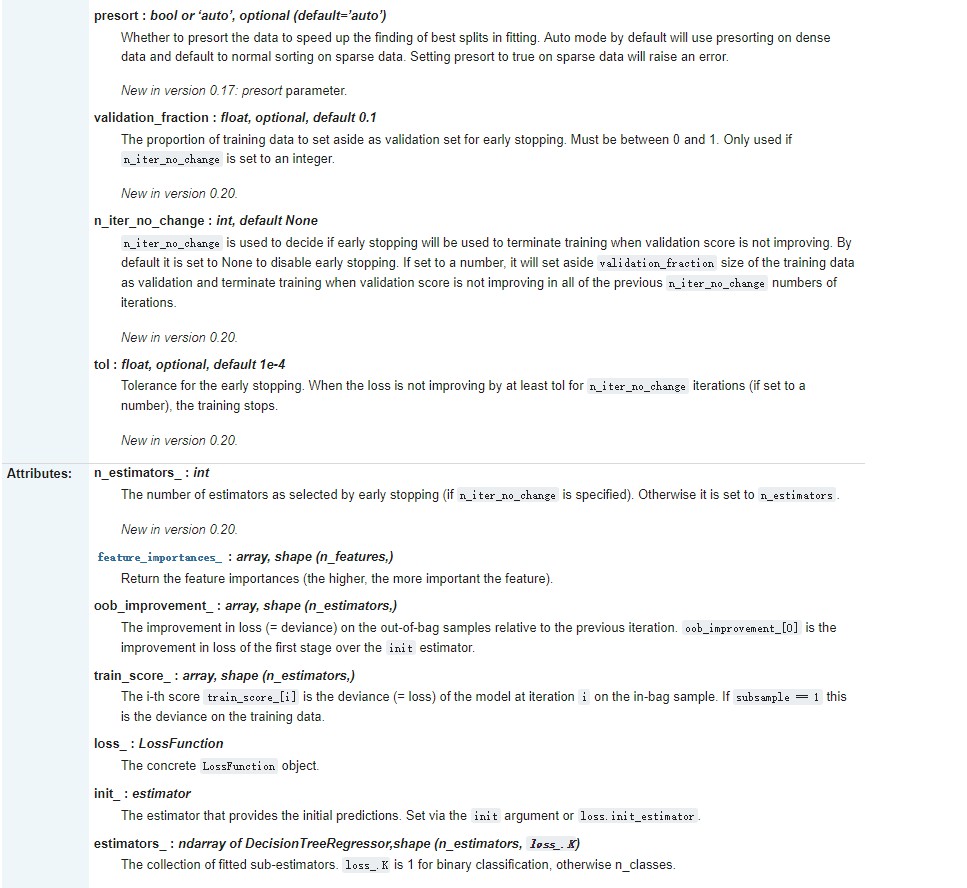 presort : bool or ‘auto’, optional (default=’auto’)
Whether to presort the data to speed up the finding of best splits in fitting. Auto mode by default will use presorting on dense
data and default to normal sorting on sparse data. Setting presort to true on sparse data will raise an error.
New in version 0.17: presort parameter.
validation_fraction : float, optional, default 0.1
The proportion of training data to set aside as validation set for early stopping. Must be between 0 and 1. Only used if
n_iter_no_change is set to an integer.
New in version 0.20.
n_iter_no_change : int, default None
n_iter_no_change is used to decide if early stopping will be used to terminate training when validation score is not improving. By
default it is set to None to disable early stopping. If set to a number, it will set aside validation_fraction size of the training data
as validation and terminate training when validation score is not improving in all of the previous n_iter_no_change numbers of
iterations.
New in version 0.20.
tol : float, optional, default 1e-4
Tolerance for the early stopping. When the loss is not improving by at least tol for n_iter_no_change iterations (if set to a
number), the training stops.
New in version 0.20.
Attributes: n_estimators_ : int
The number of estimators as selected by early stopping (if n_iter_no_change is specified). Otherwise it is set to n_estimators.
New in version 0.20.
feature_importances_ : array, shape (n_features,)
Return the feature importances (the higher, the more important the feature).
oob_improvement_ : array, shape (n_estimators,)
The improvement in loss (= deviance) on the out-of-bag samples relative to the previous iteration. oob_improvement_[0] is the
improvement in loss of the first stage over the init estimator.
train_score_ : array, shape (n_estimators,)
The i-th score train_score_[i] is the deviance (= loss) of the model at iteration i on the in-bag sample. If subsample == 1 this
is the deviance on the training data.
loss_ : LossFunction
The concrete LossFunction object.
init_ : estimator
The estimator that provides the initial predictions. Set via the init argument or loss.init_estimator.
estimators_ : ndarray of DecisionTreeRegressor,shape (n_estimators, loss_.K)
The collection of fitted sub-estimators. loss_.K is 1 for binary classification, otherwise n_classes.